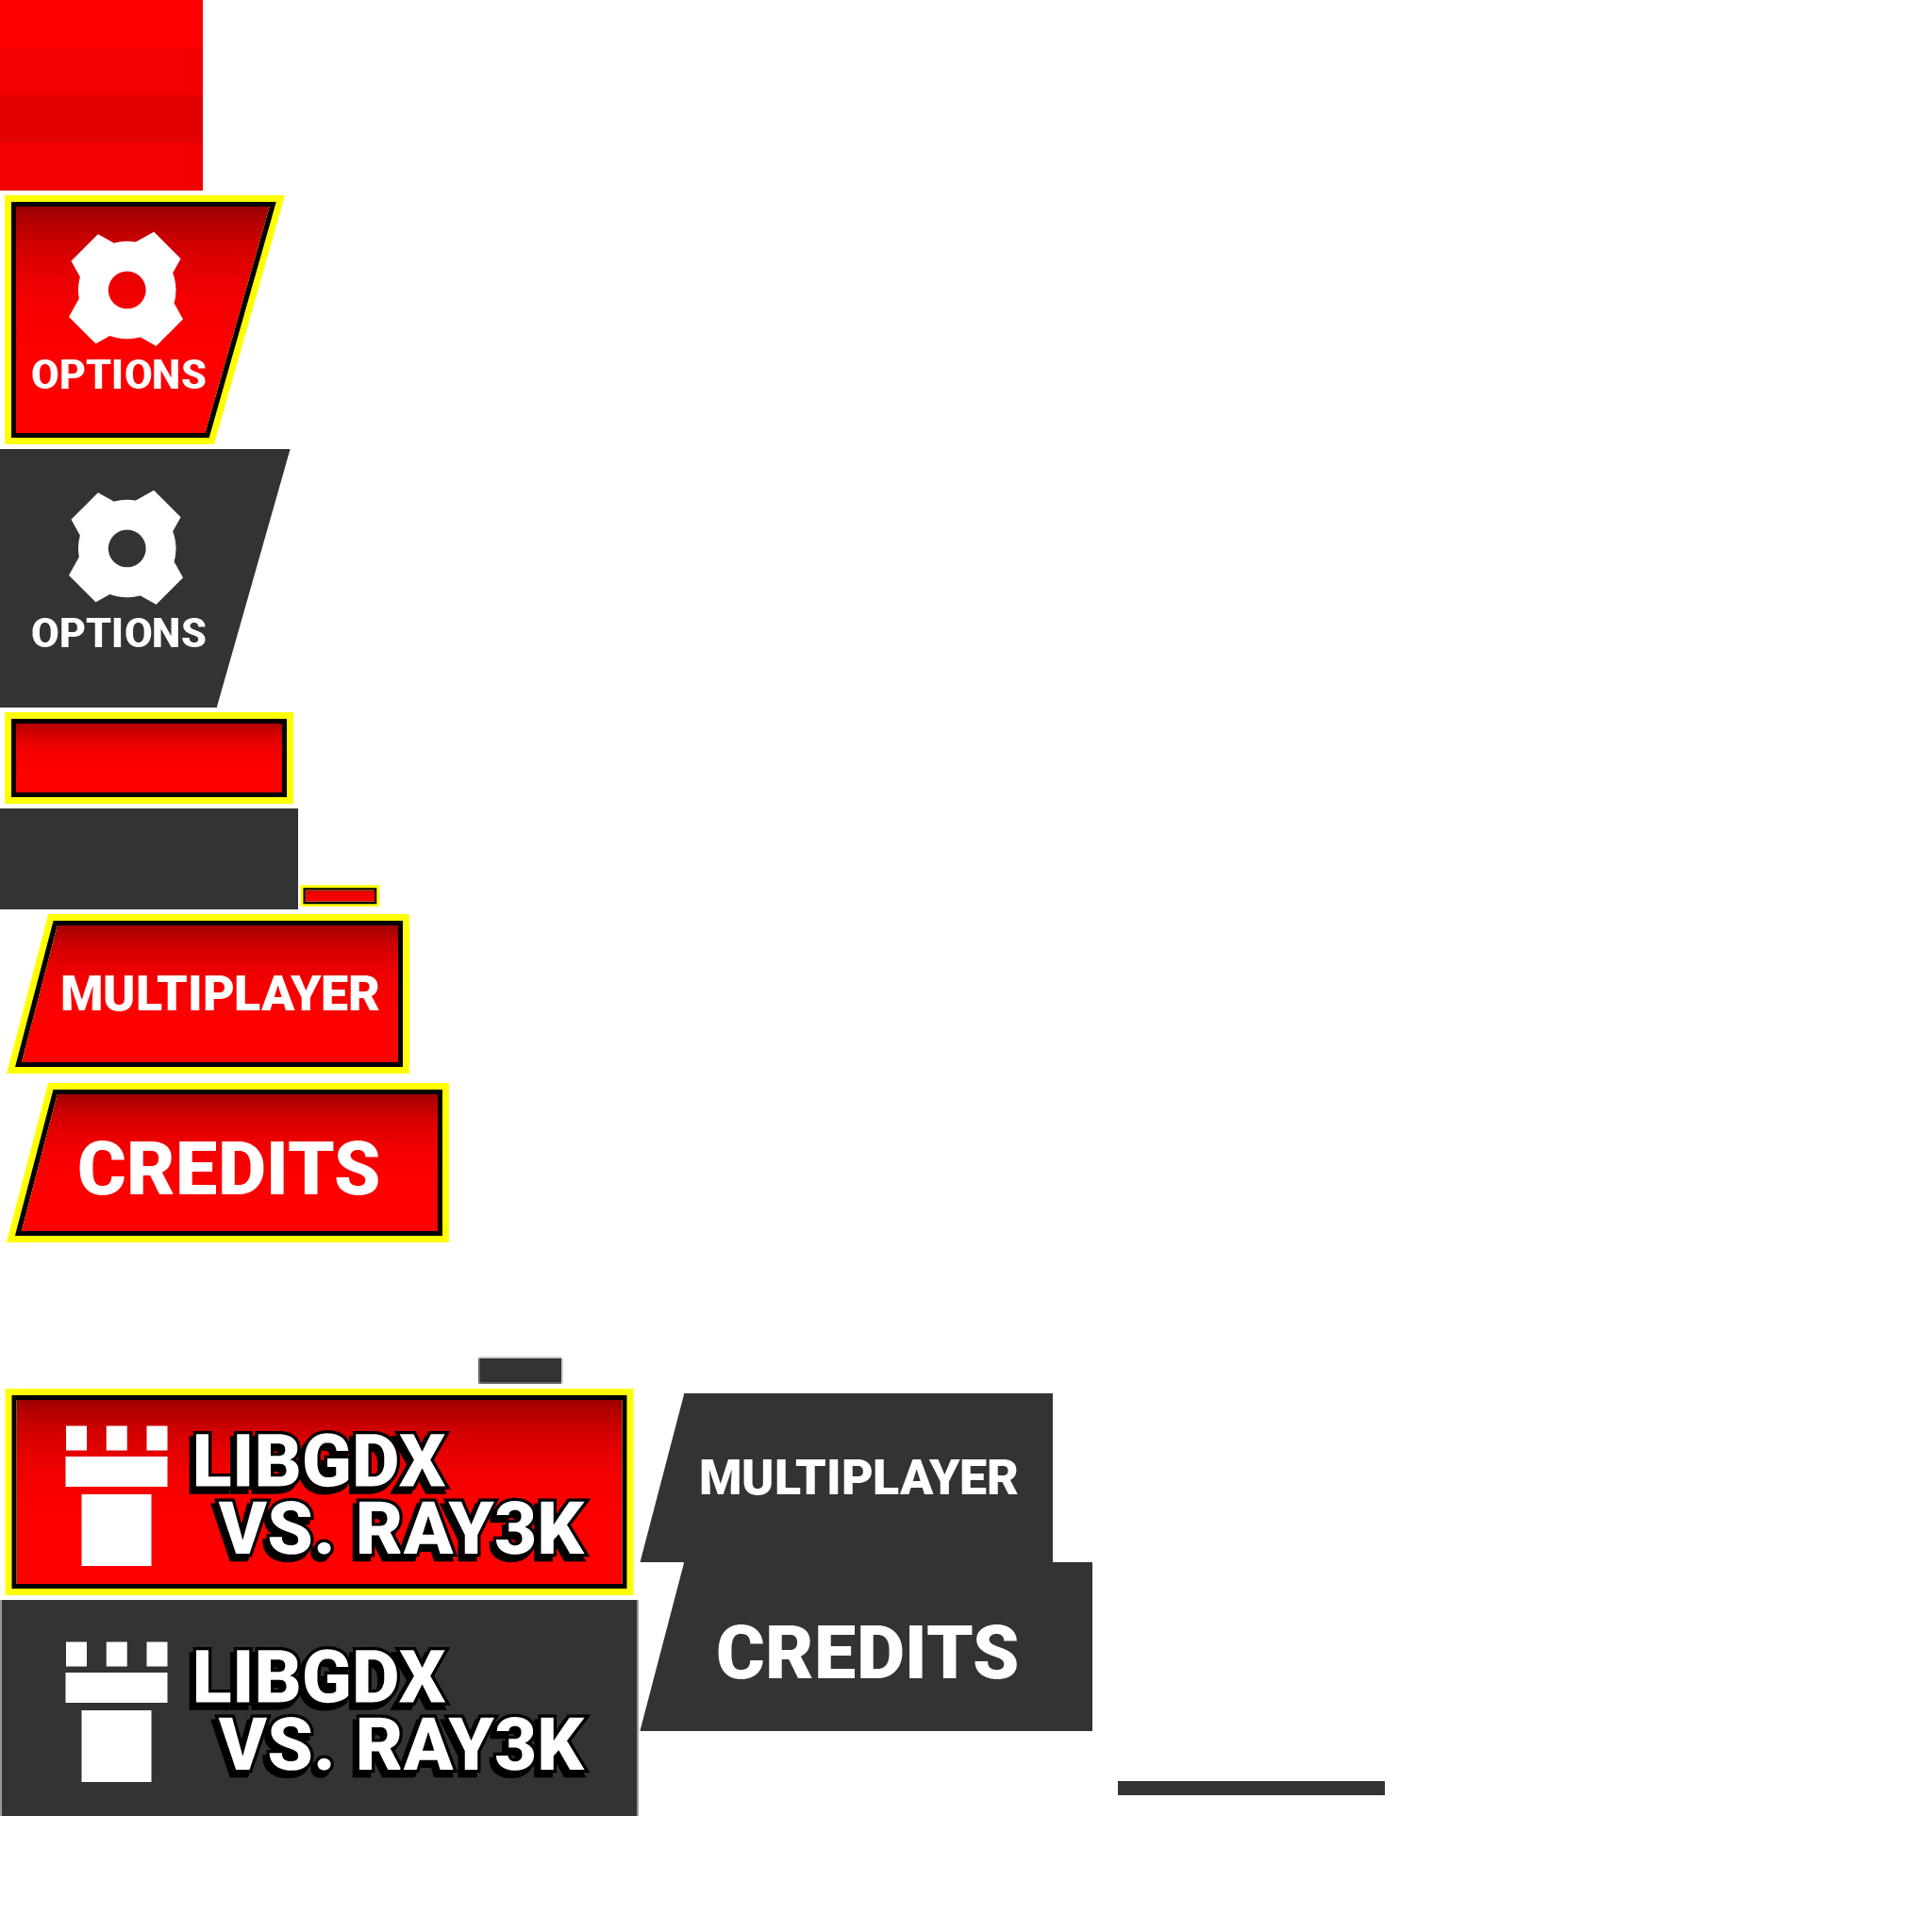 OPTIONS
OPTIONS
MULTIPLAYER
CREDITS
LIBGDX
VS. RAY3K
MULTIPLAYER
CREDITS
LIBGDX
VS. RAY3K